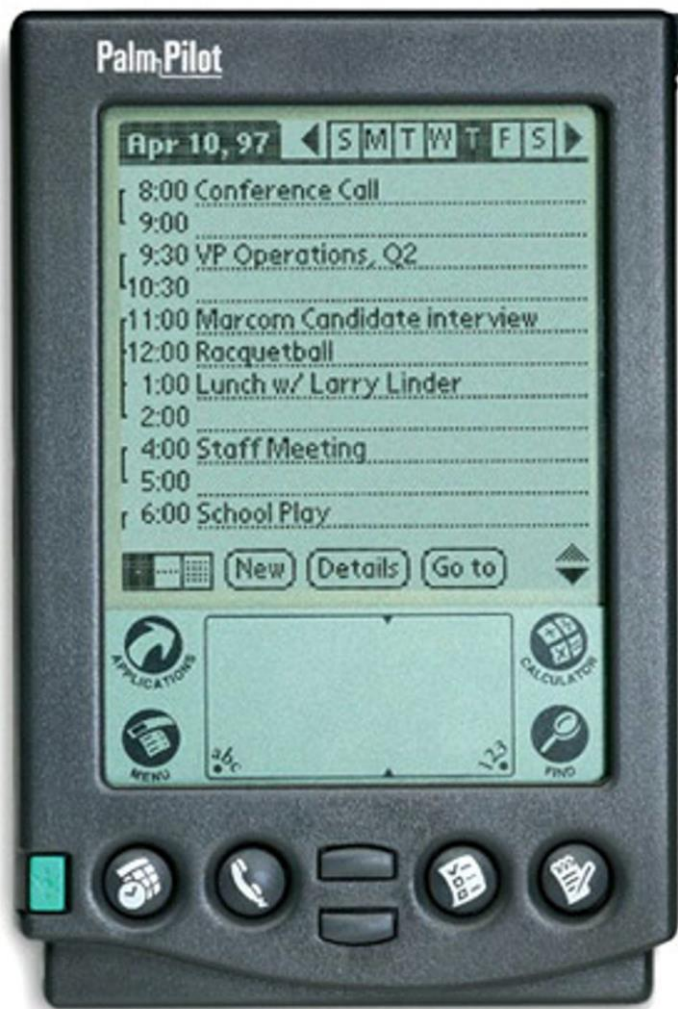 PalmPilot
Apr 10, 97 S M T W T F S
8:00 Conference Call
9:00
9:30 VP Operations, Q2
10:30
11:00 Marcom Candidate interview
12:00 Racquetball
1:00 Lunch w/ Larry Linder
2:00
4:00 Staff Meeting
5:00
6:00 School Play
New Details Go to
APPLICATIONS CALCULATOR
MENU abc 123 FIND